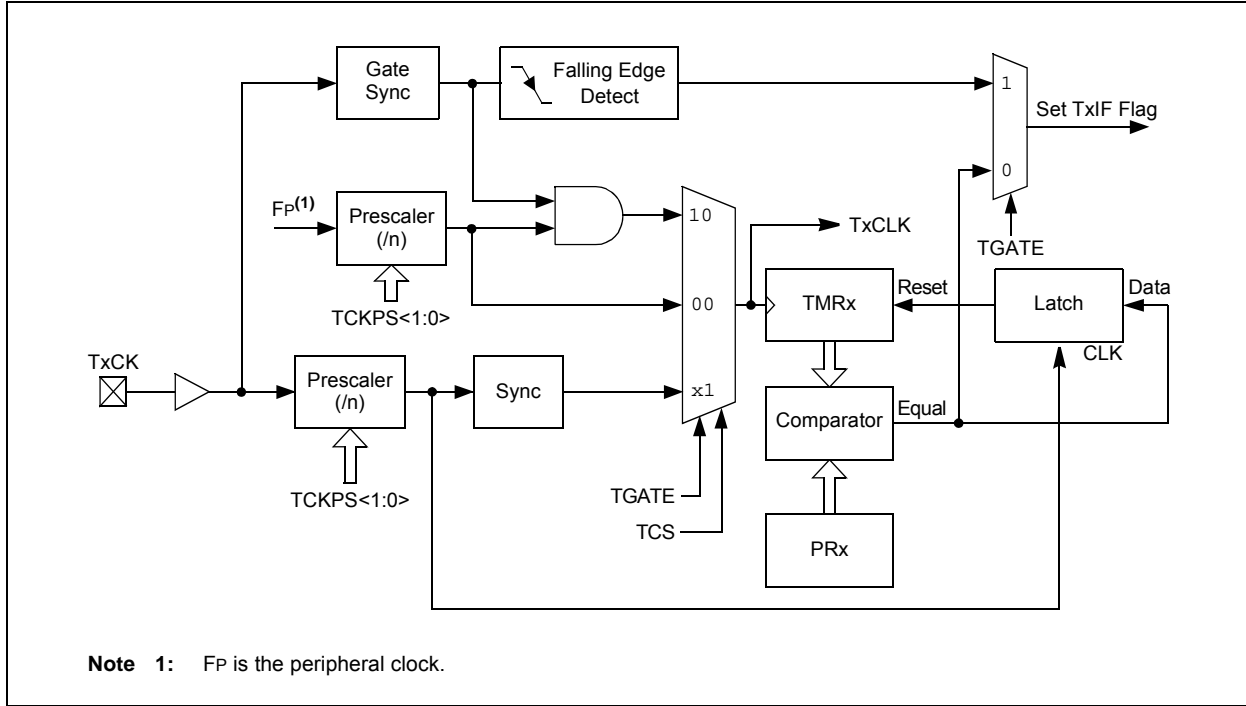 Gate
Sync
Falling Edge
Detect
1
Set TxIF Flag
0
TGATE
FP(1)
Prescaler
(/n)
TCKPS<1:0>
10
00
x1
TxCLK
TMRx
Reset
Latch
Data
CLK
TxCK
Prescaler
(/n)
TCKPS<1:0>
Sync
Comparator
Equal
TGATE
TCS
PRx
Note 1: FP is the peripheral clock.